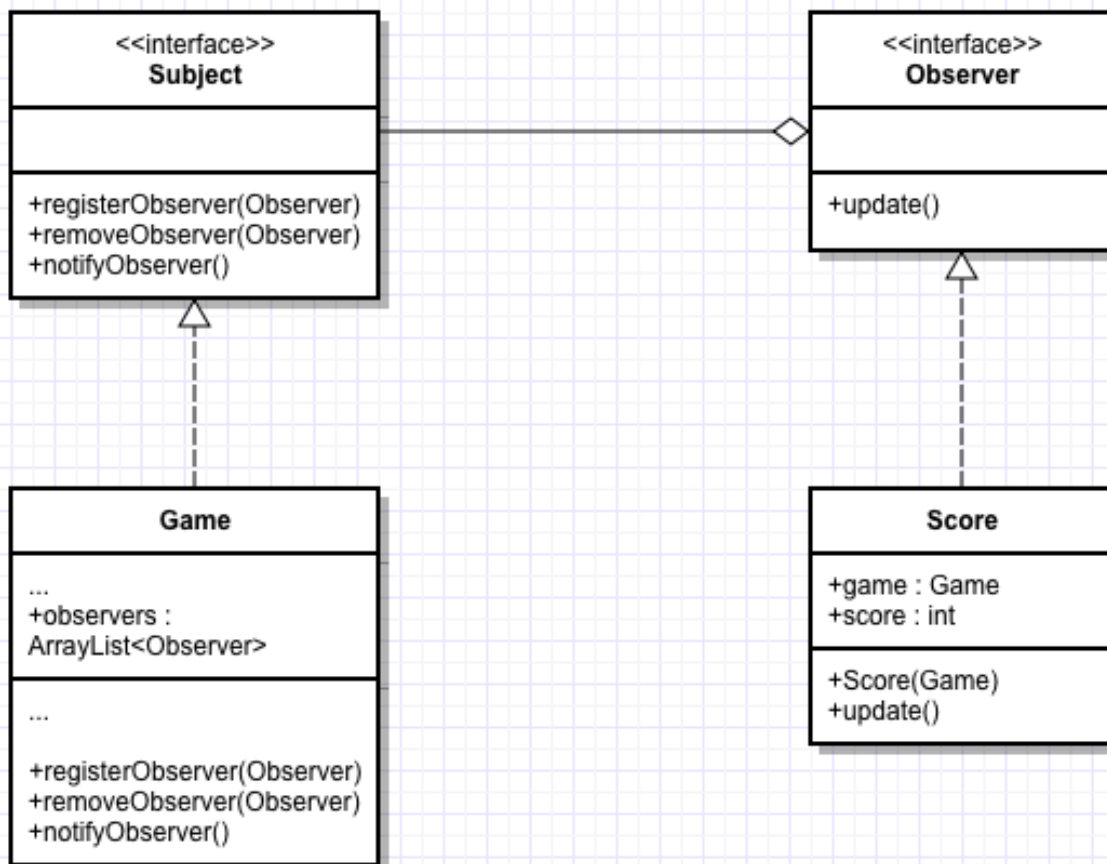 <<interface>>
Subject
+registerObserver(Observer)
+removeObserver(Observer)
+notifyObserver()
<<interface>>
Observer
+update()
Game
...
+observers :
ArrayList<Observer>
...
+registerObserver(Observer)
+removeObserver(Observer)
+notifyObserver()
Score
+game : Game
+score : int
+Score(Game)
+update()